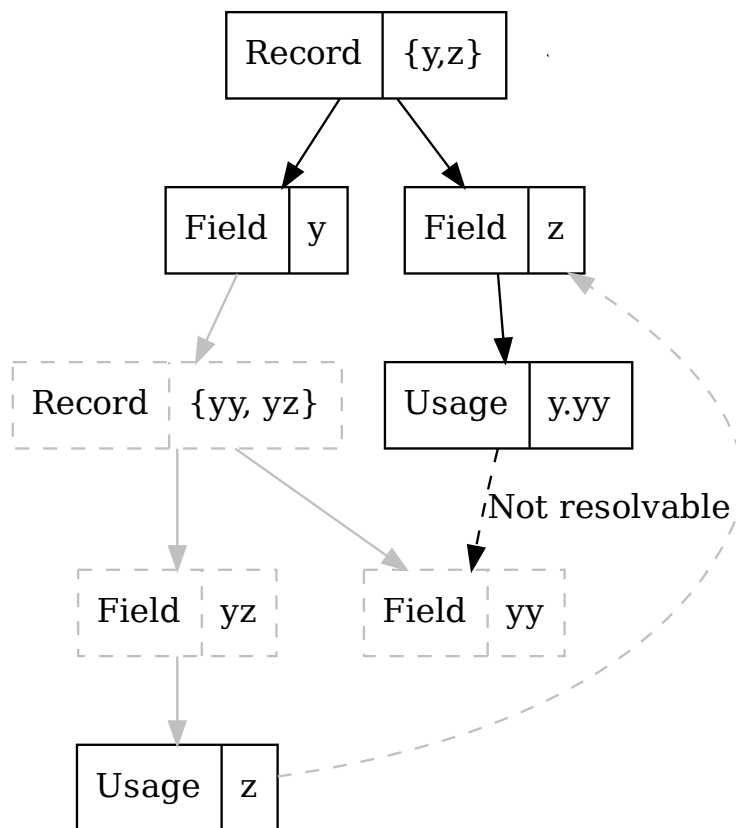 Record {y,z}
Field y
Field z
Record {yy, yz}
Usage y.yy
Not resolvable
Field yz
Field yy
Usage z